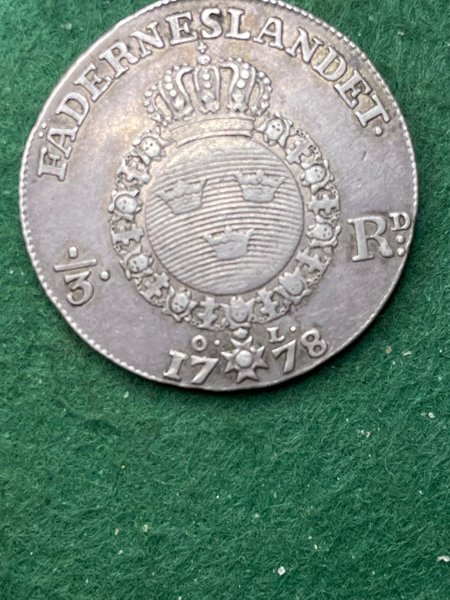 FÄDERNESLANDET.
·1/3· R:D:
O. L.
17 78